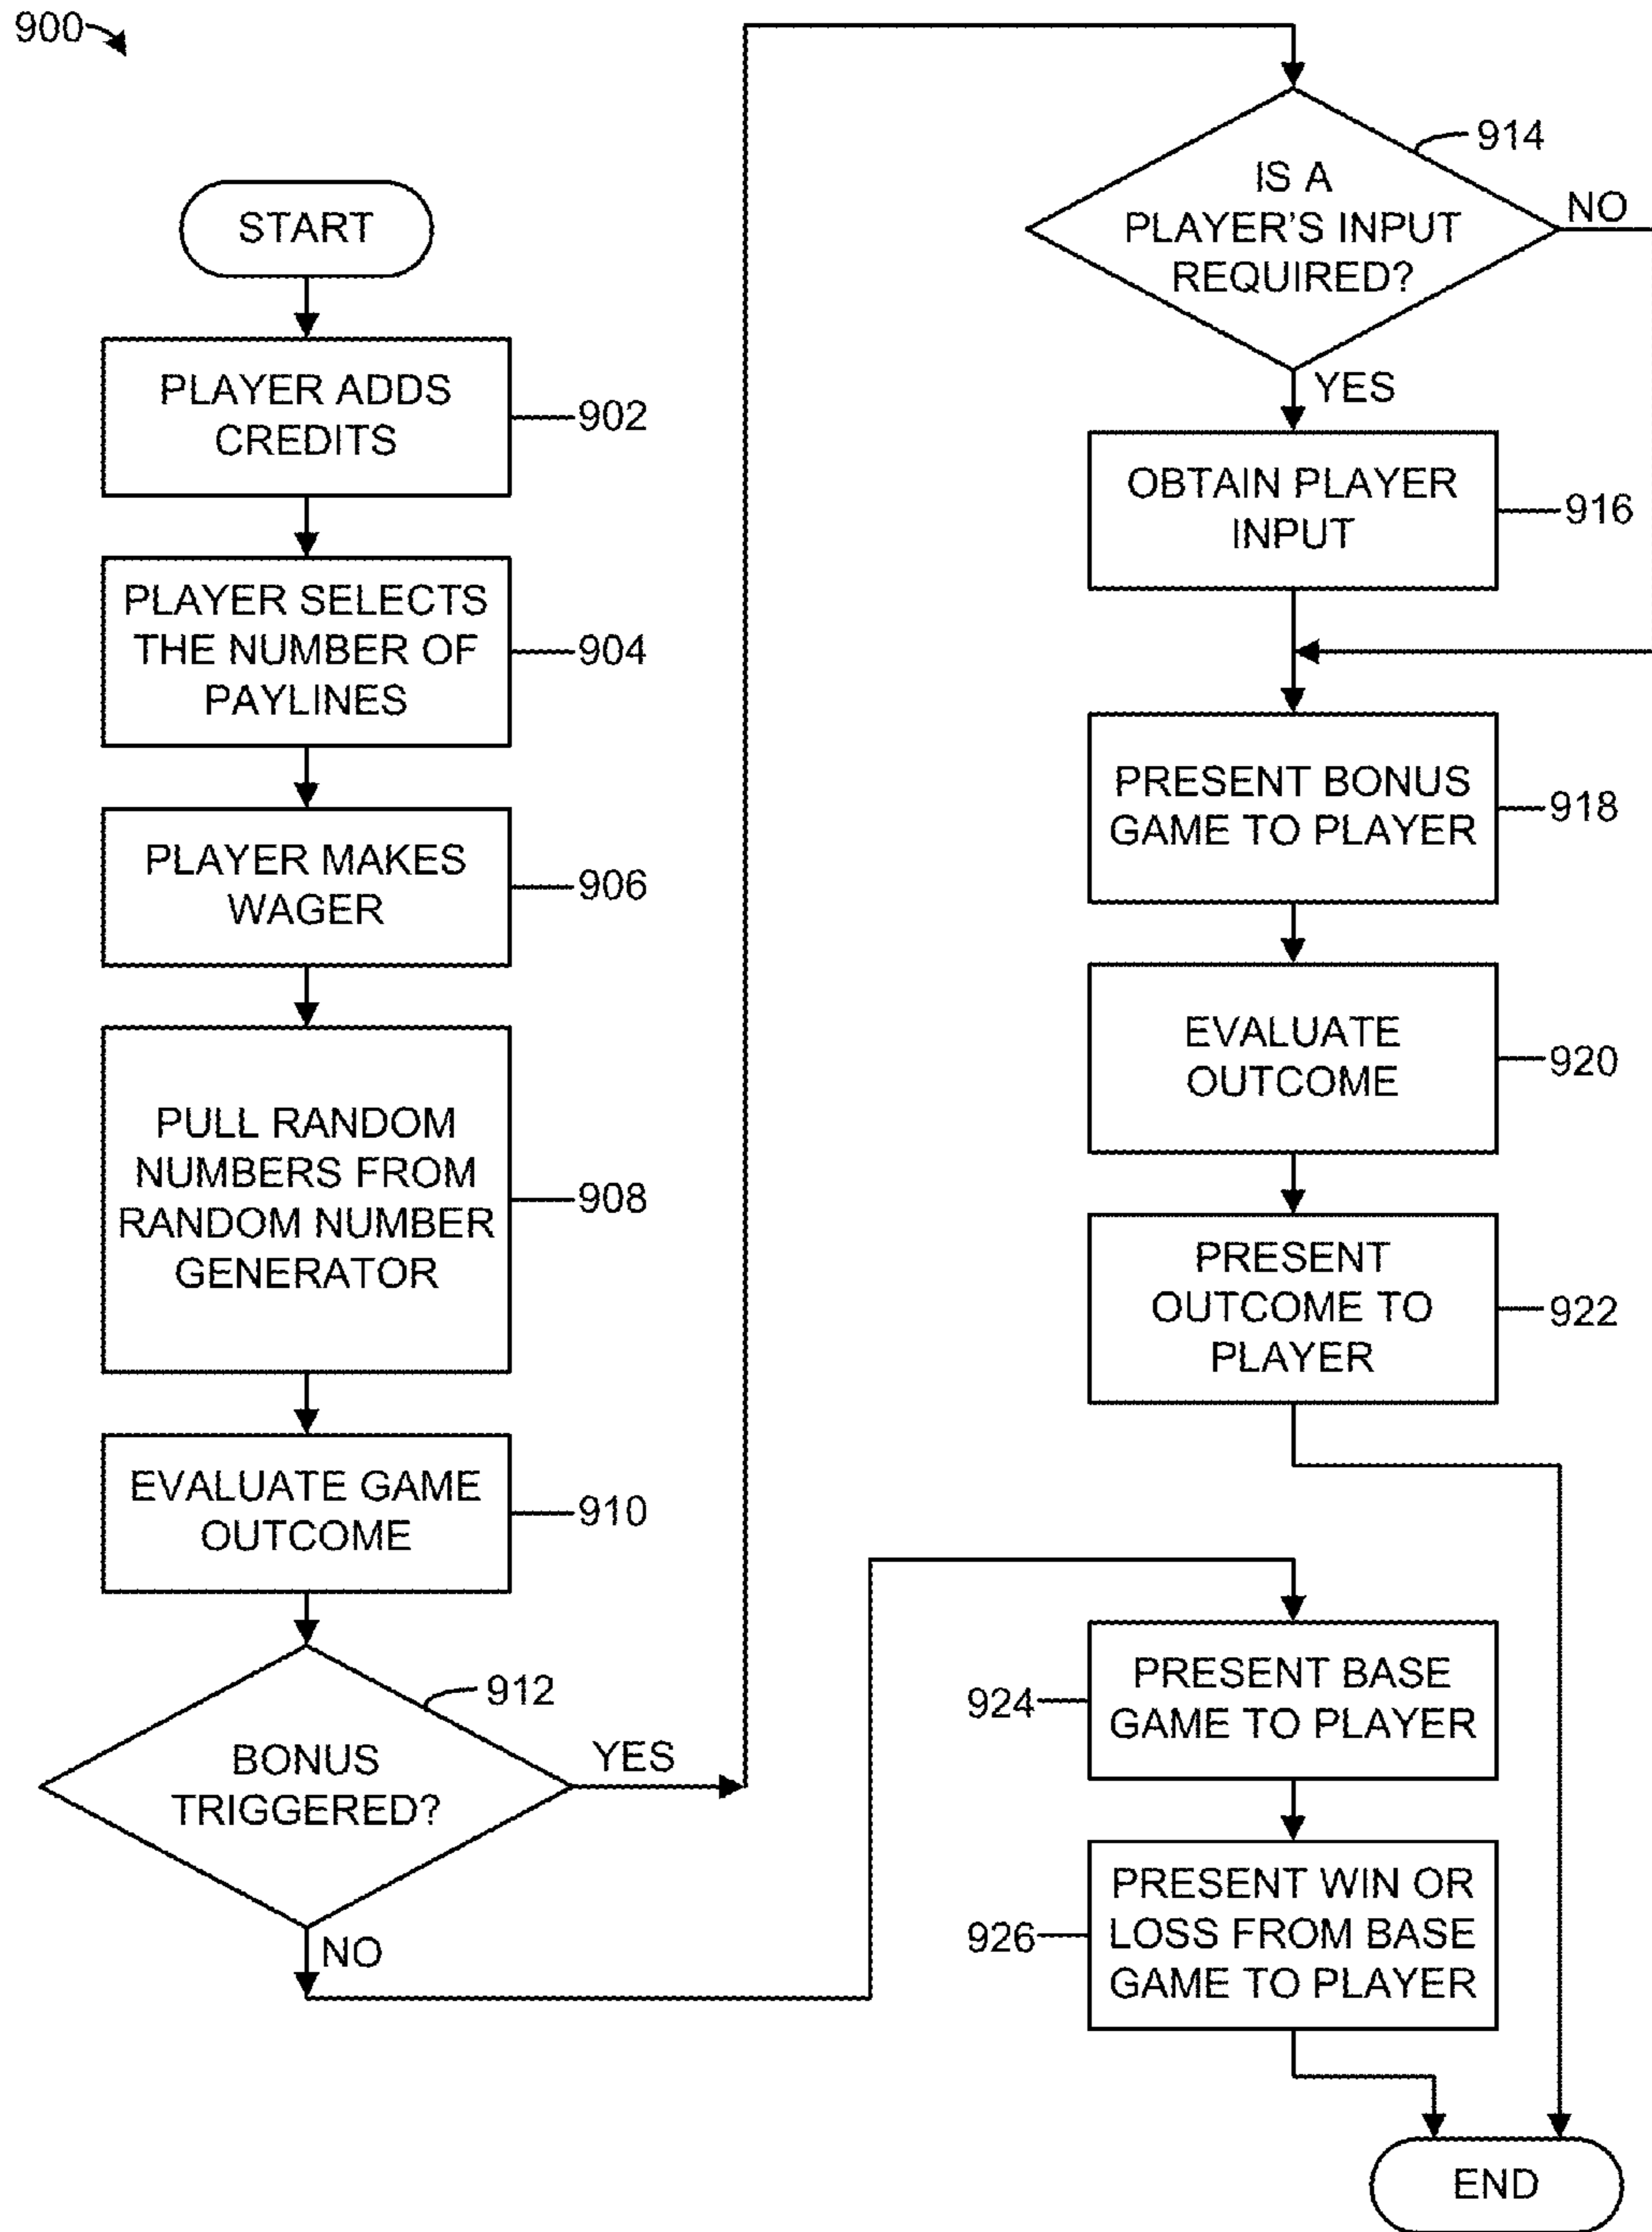 900
START
PLAYER ADDS
CREDITS
902
PLAYER SELECTS
THE NUMBER OF
PAYLINES
904
PLAYER MAKES
WAGER
906
PULL RANDOM
NUMBERS FROM
RANDOM NUMBER
GENERATOR
908
EVALUATE GAME
OUTCOME
910
912
BONUS
TRIGGERED?
YES
NO
914
IS A
PLAYER'S INPUT
REQUIRED?
NO
YES
OBTAIN PLAYER
INPUT
916
PRESENT BONUS
GAME TO PLAYER
918
EVALUATE
OUTCOME
920
PRESENT
OUTCOME TO
PLAYER
922
924
PRESENT BASE
GAME TO PLAYER
926
PRESENT WIN OR
LOSS FROM BASE
GAME TO PLAYER
END